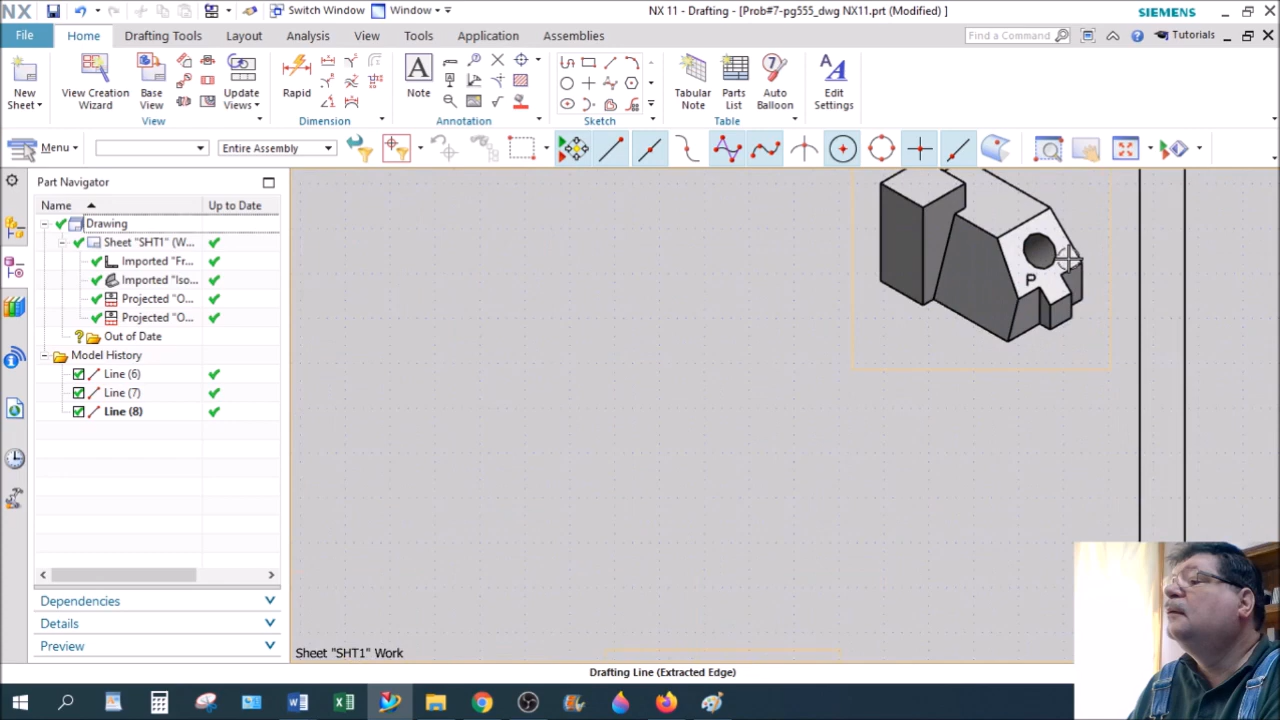 NX
Switch Window
Window
NX 11 - Drafting - [Prob#7-pg555_dwg NX11.prt (Modified) ]
SIEMENS
File
Home
Drafting Tools
Layout
Analysis
View
Tools
Application
Assemblies
Find a Command
Tutorials
New Sheet
View Creation Wizard
Base View
Update Views
Rapid
Note
Tabular Note
Parts List
Auto Balloon
Edit Settings
View
Dimension
Annotation
Sketch
Table
Menu
Entire Assembly
Part Navigator
Name
Up to Date
Drawing
Sheet "SHT1" (W...
Imported "Fr...
Imported "Iso...
Projected "O...
Projected "O...
Out of Date
Model History
Line (6)
Line (7)
Line (8)
Dependencies
Details
Preview
P
Sheet "SHT1" Work
Drafting Line (Extracted Edge)